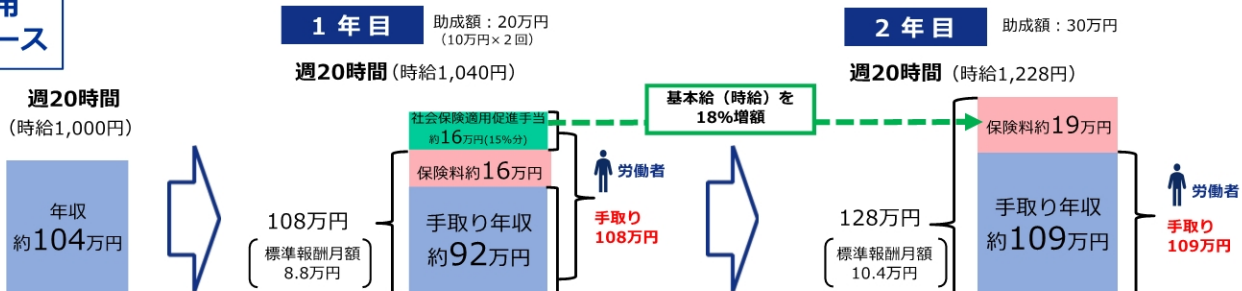 用
ース
週20時間
（時給1,000円）
年収
約104万円
1年目
助成額：20万円
（10万円×2回）
週20時間（時給1,040円）
社会保険適用促進手当
約16万円(15%分)
保険料約16万円
手取り年収
約92万円
108万円
標準報酬月額
8.8万円
労働者
手取り
108万円
基本給（時給）を
18%増額
2年目
助成額：30万円
週20時間（時給1,228円）
保険料約19万円
手取り年収
約109万円
128万円
標準報酬月額
10.4万円
労働者
手取り
109万円